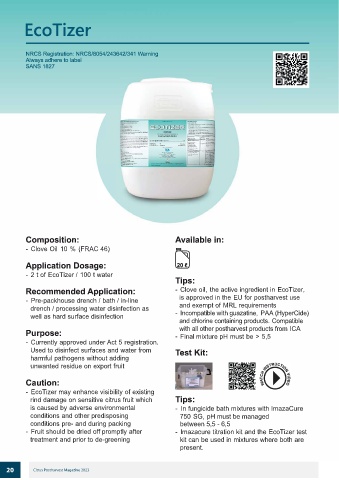 EcoTizer
NRCS Registration: NRCS/8054/243642/341 Warning
Always adhere to label
SANS 1827
EcoTizer
Composition:
- Clove Oil 10 % (FRAC 46)
Application Dosage:
- 2 ℓ of EcoTizer / 100 ℓ water
Recommended Application:
- Pre-packhouse drench / bath / in-line
drench / processing water disinfection as
well as hard surface disinfection
Purpose:
- Currently approved under Act 5 registration.
Used to disinfect surfaces and water from
harmful pathogens without adding
unwanted residue on export fruit
Caution:
- EcoTizer may enhance visibility of existing
rind damage on sensitive citrus fruit which
is caused by adverse environmental
conditions and other predisposing
conditions pre- and during packing
- Fruit should be dried off promptly after
treatment and prior to de-greening
Available in:
20 ℓ
Tips:
- Clove oil, the active ingredient in EcoTizer,
is approved in the EU for postharvest use
and exempt of MRL requirements
- Incompatible with guazatine, PAA (HyperCide)
and chlorine containing products. Compatible
with all other postharvest products from ICA
- Final mixture pH must be > 5,5
Test Kit:
Tips:
- In fungicide bath mixtures with ImazaCure
750 SG, pH must be managed
between 5,5 - 6,5
- Imazacure titration kit and the EcoTizer test
kit can be used in mixtures where both are
present.
20
Citrus Postharvest Magazine 2022